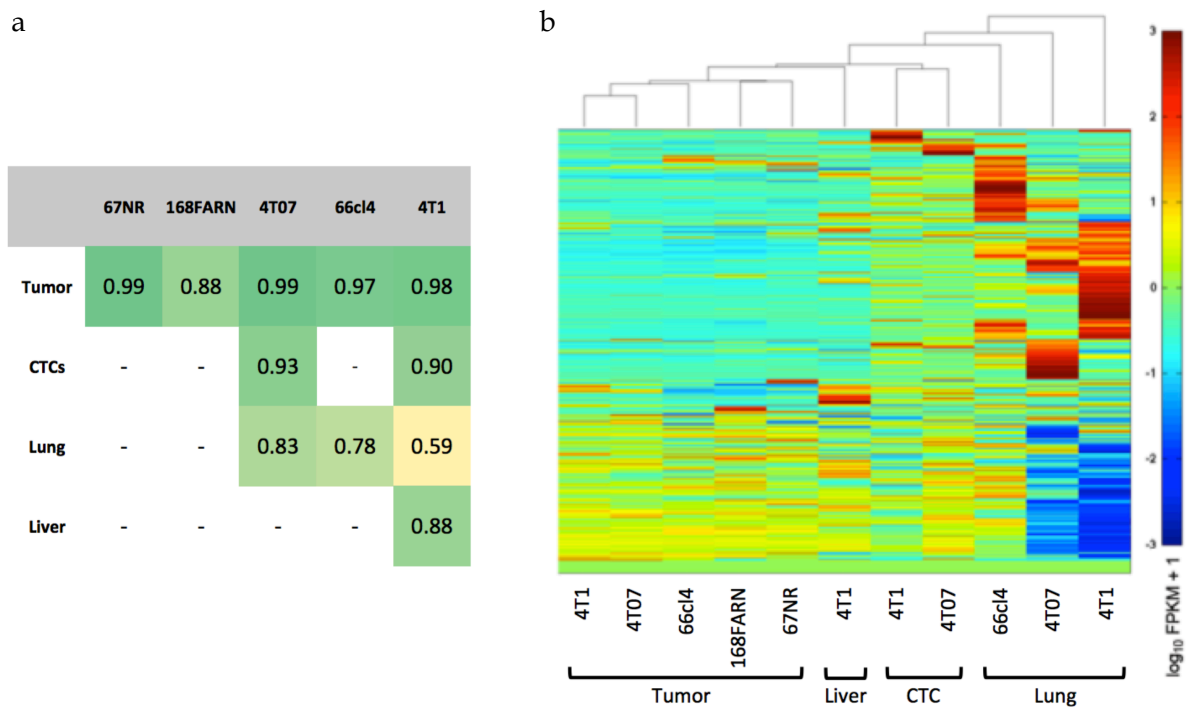 a
67NR 168FARN 4T07 66cl4 4T1
Tumor 0.99 0.88 0.99 0.97 0.98
CTCs - - 0.93 - 0.90
Lung - - 0.83 0.78 0.59
Liver - - - - 0.88
b
3
2
1
0
-1
-2
-3
log10 FPKM + 1
4T1 4T07 66cl4 168FARN 67NR 4T1 4T1 4T07 66cl4 4T07 4T1
Tumor Liver CTC Lung